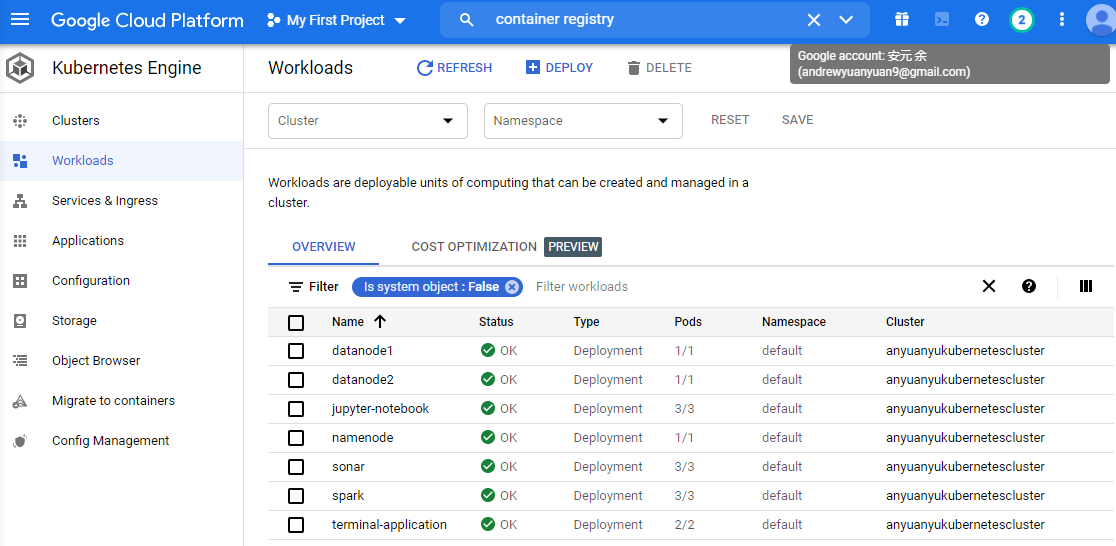 Google Cloud Platform
My First Project
container registry
2
Google account: 安元 余
(andrewyuanyuan9@gmail.com)
Kubernetes Engine
Workloads
REFRESH
DEPLOY
DELETE
Clusters
Workloads
Services & Ingress
Applications
Configuration
Storage
Object Browser
Migrate to containers
Config Management
Cluster
Namespace
RESET
SAVE
Workloads are deployable units of computing that can be created and managed in a
cluster.
OVERVIEW
COST OPTIMIZATION PREVIEW
Filter
Is system object : False
Filter workloads
Name Status Type Pods Namespace Cluster
datanode1 OK Deployment 1/1 default anyuanyukubernetescluster
datanode2 OK Deployment 1/1 default anyuanyukubernetescluster
jupyter-notebook OK Deployment 3/3 default anyuanyukubernetescluster
namenode OK Deployment 1/1 default anyuanyukubernetescluster
sonar OK Deployment 3/3 default anyuanyukubernetescluster
spark OK Deployment 3/3 default anyuanyukubernetescluster
terminal-application OK Deployment 2/2 default anyuanyukubernetescluster